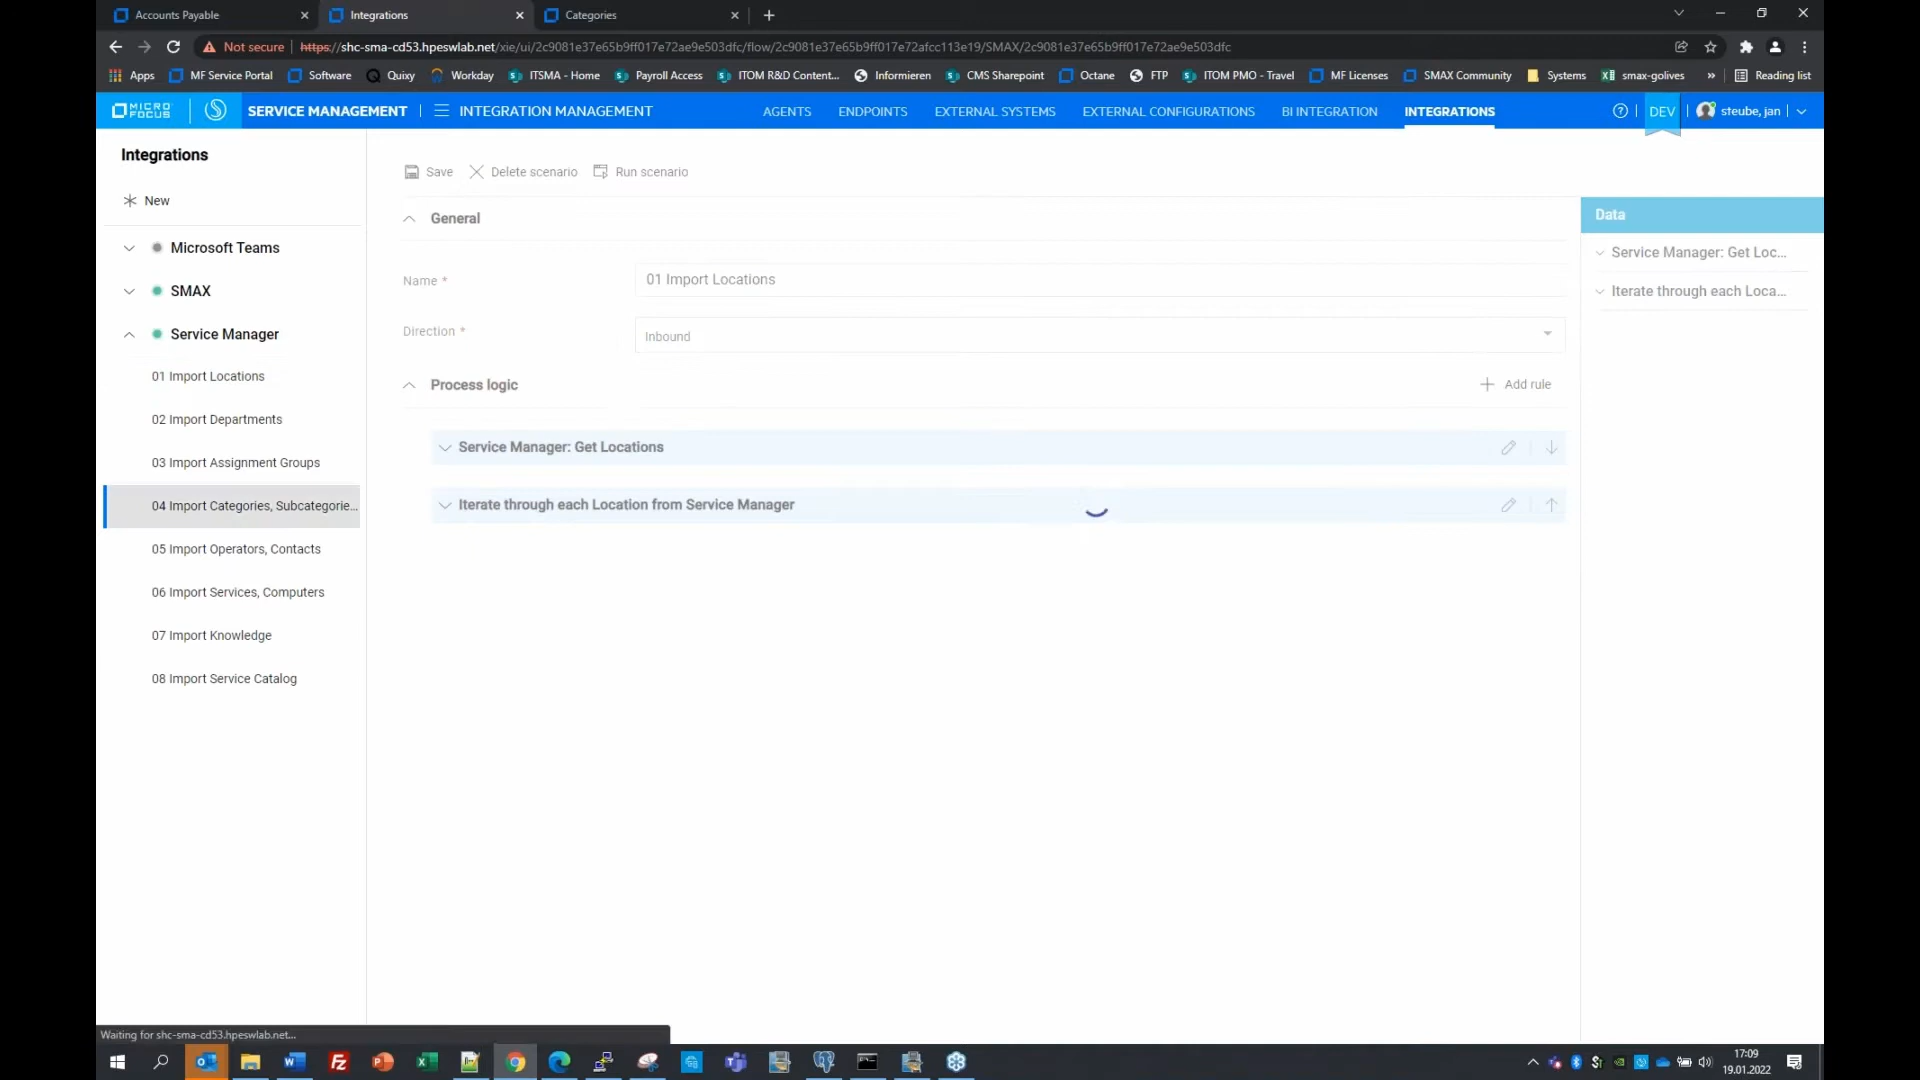 Accounts Payable
Integrations
Categories
Not secure
https://shc-sma-cd53.hpeswlab.net/xie/ui/2c9081e37e65b9ff017e72ae9e503dfc/flow/2c9081e37e65b9ff017e72afcc113e19/SMAX/2c9081e37e65b9ff017e72ae9e503dfc
Apps
MF Service Portal
Software
Quixy
Workday
ITSMA - Home
Payroll Access
ITOM R&D Content...
Informieren
CMS Sharepoint
Octane
FTP
ITOM PMO - Travel
MF Licenses
SMAX Community
Systems
smax-golives
»
Reading list
MICRO
FOCUS
SERVICE MANAGEMENT
INTEGRATION MANAGEMENT
AGENTS
ENDPOINTS
EXTERNAL SYSTEMS
EXTERNAL CONFIGURATIONS
BI INTEGRATION
INTEGRATIONS
DEV
steube, jan
Integrations
New
Microsoft Teams
SMAX
Service Manager
01 Import Locations
02 Import Departments
03 Import Assignment Groups
04 Import Categories, Subcategorie...
05 Import Operators, Contacts
06 Import Services, Computers
07 Import Knowledge
08 Import Service Catalog
Save
Delete scenario
Run scenario
General
Name *
01 Import Locations
Direction *
Inbound
Process logic
Add rule
Service Manager: Get Locations
Iterate through each Location from Service Manager
Data
Service Manager: Get Loc...
Iterate through each Loca...
Waiting for shc-sma-cd53.hpeswlab.net...
17:09
19.01.2022